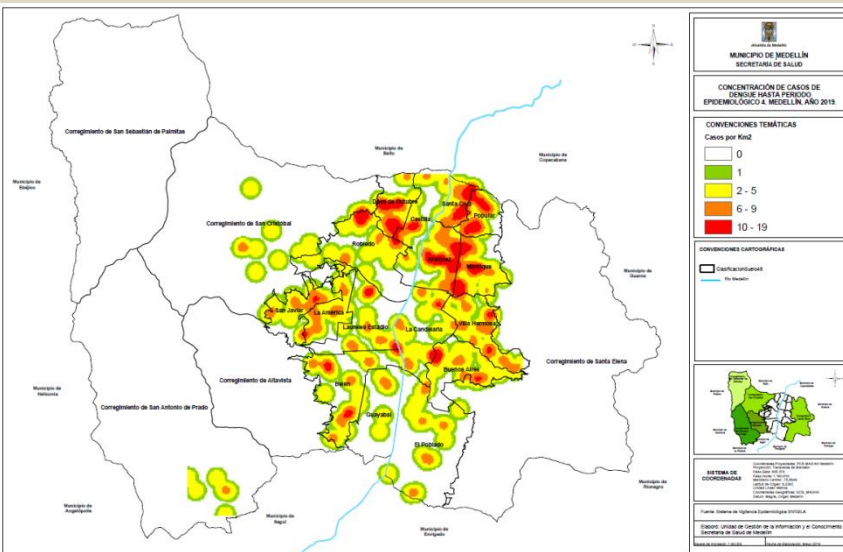 Corregimiento de San Sebastián de Palmitas
Municipio de
Bello
Municipio de
Copacabana
Municipio de
Ebéjico
Doce de Octubre
Santa Cruz
Castilla
Popular
Corregimiento de San Cristóbal
Robledo
Aranjuez
Manrique
Municipio de
Guarne
San Javier
La América
Laureles Estadio
La Candelaria
Villa Hermosa
Corregimiento de Santa Elena
Buenos Aires
Corregimiento de Altavista
Belén
Municipio de
Heliconia
Corregimiento de San Antonio de Prado
Guayabal
El Poblado
Municipio de
Rionegro
Municipio de
Angelópolis
Municipio de
Itagüí
Municipio de
Envigado
Alcaldía de Medellín
MUNICIPIO DE MEDELLÍN
SECRETARÍA DE SALUD
CONCENTRACIÓN DE CASOS DE
DENGUE HASTA PERIODO
EPIDEMIOLÓGICO 4. MEDELLÍN, AÑO 2019.
CONVENCIONES TEMÁTICAS
Casos por Km2
0
1
2 - 5
6 - 9
10 - 19
CONVENCIONES CARTOGRÁFICAS
Río Medellín
SISTEMA DE
COORDENADAS
Fuente: Sistema de Vigilancia Epidemiológica SIVIGILA.
Elaboró: Unidad de Gestión de la Información y el Conocimiento
Secretaría de Salud de Medellín